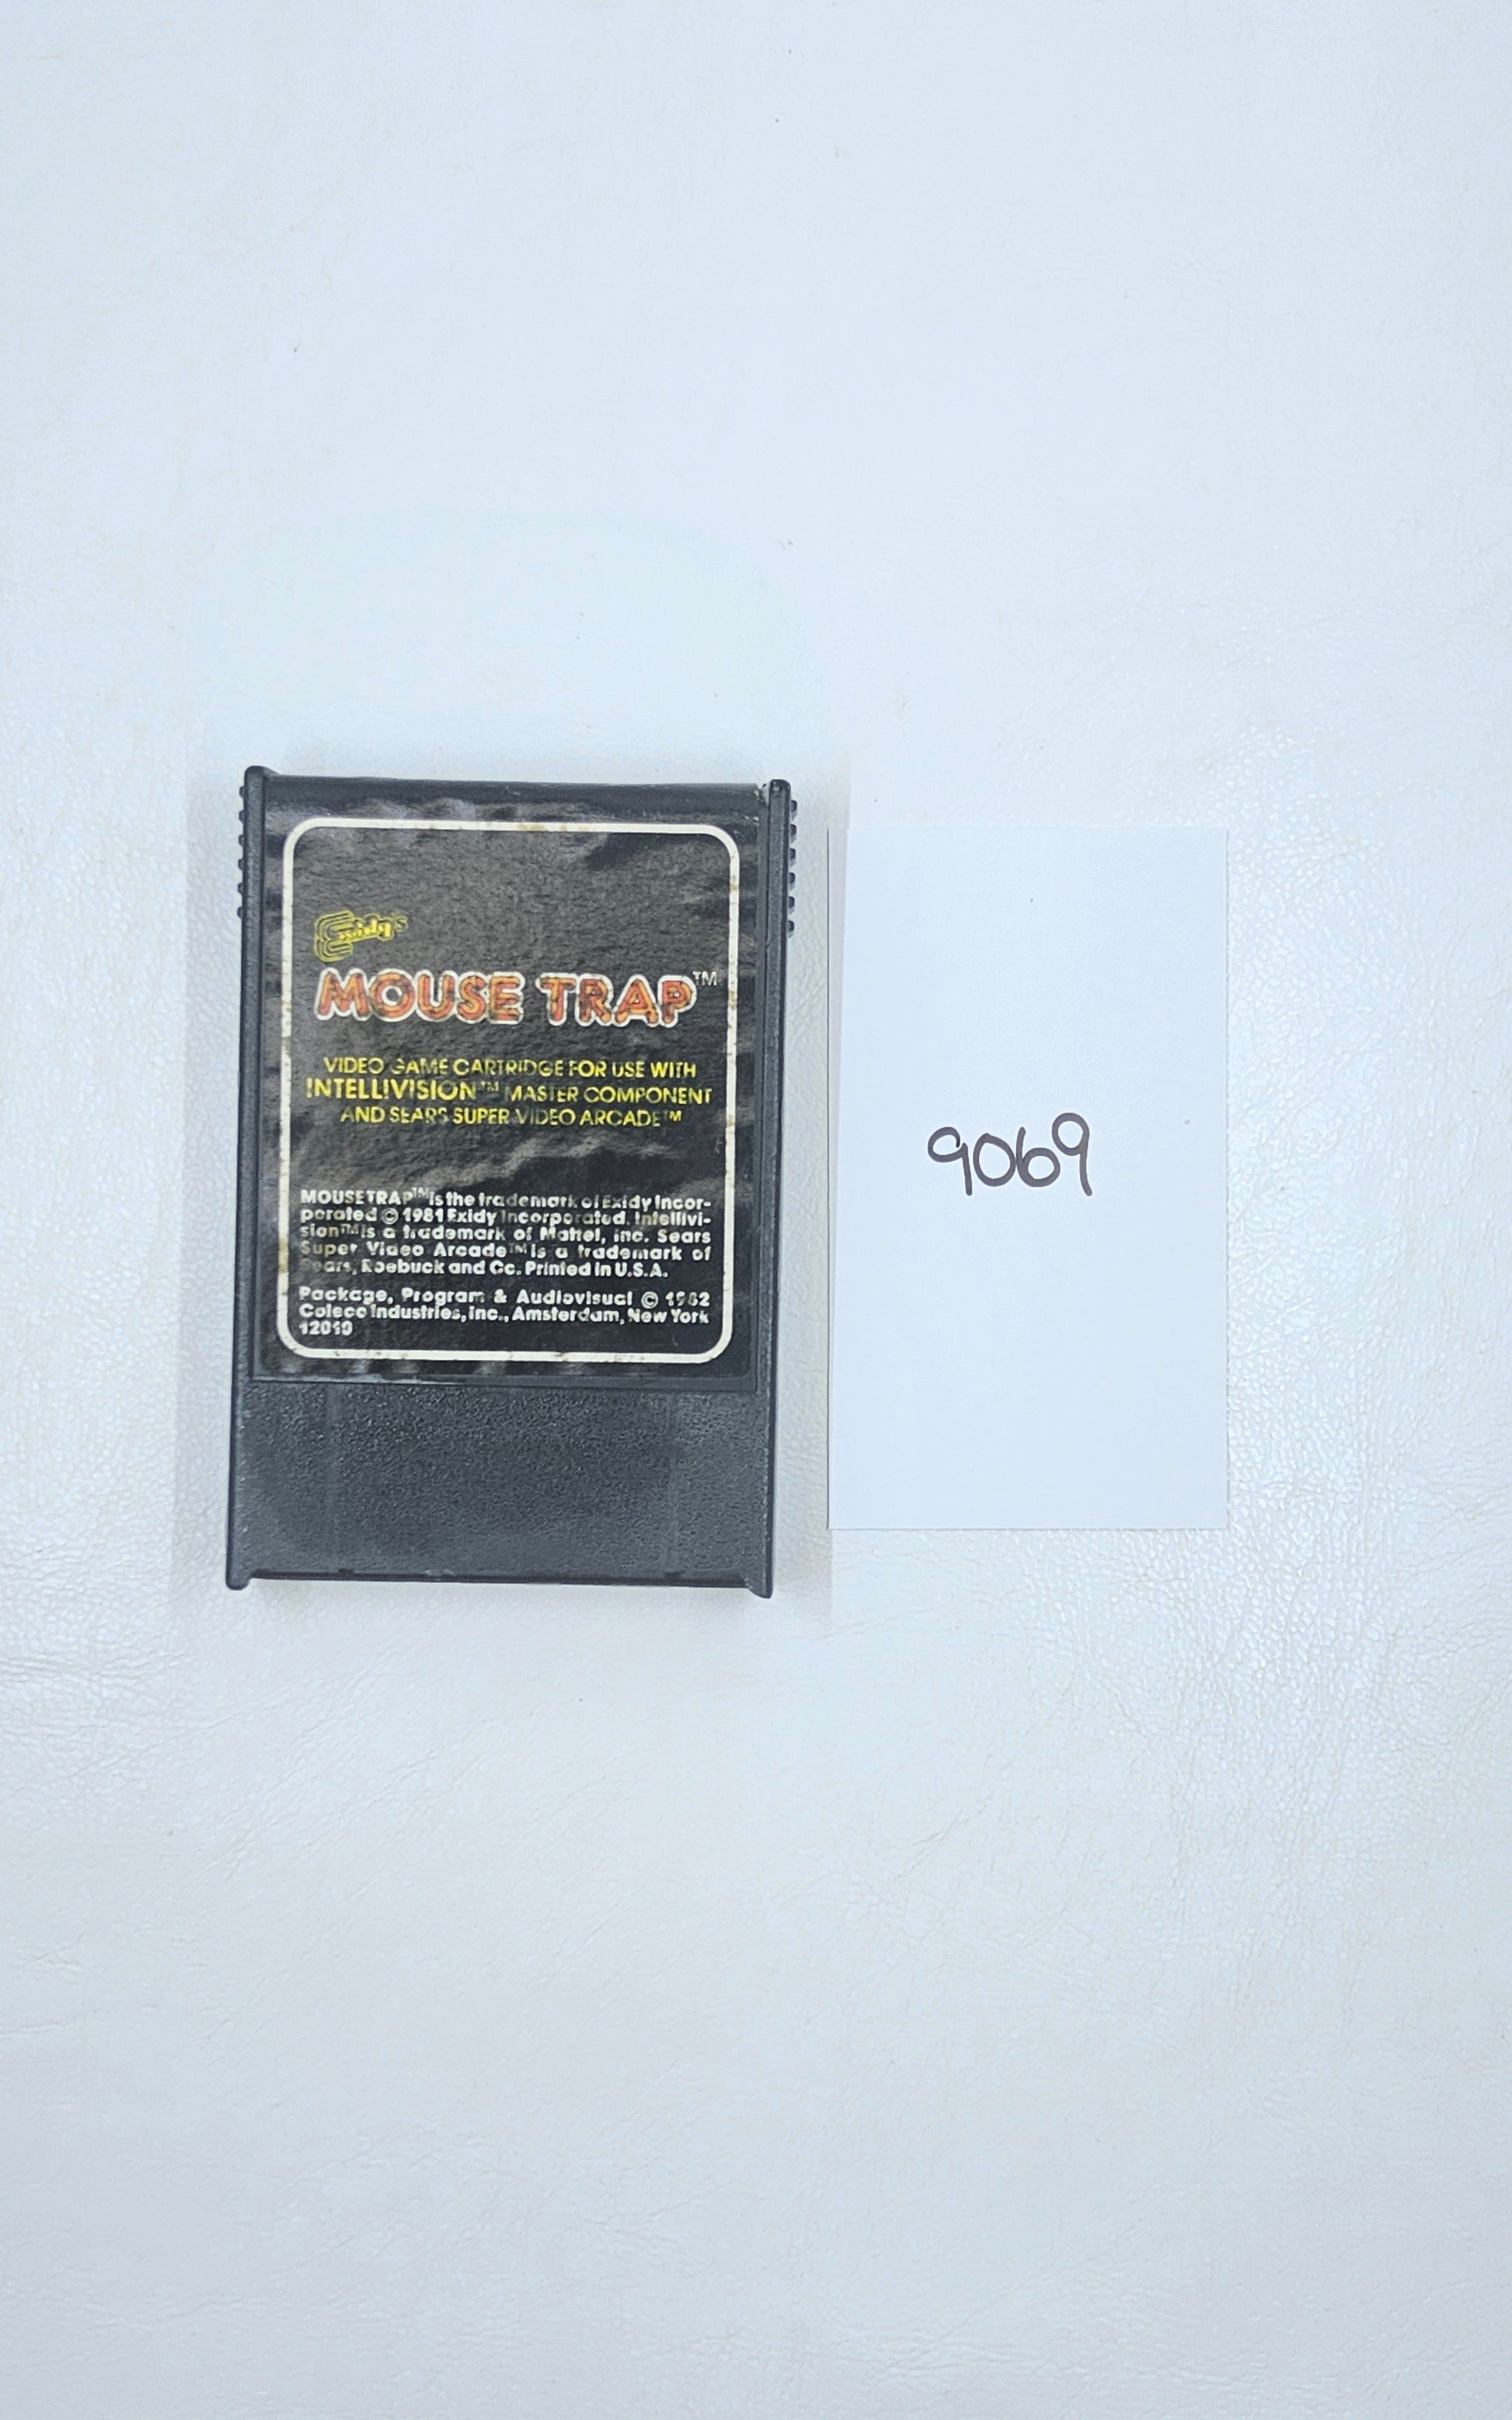 Exidy's
MOUSE TRAP™
VIDEO GAME CARTRIDGE FOR USE WITH
INTELLIVISION™ MASTER COMPONENT
AND SEARS SUPER VIDEO ARCADE™
MOUSETRAP™ is the trademark of Exidy Incor-
porated © 1981 Exidy Incorporated. Intellivi-
sion™ is a trademark of Mattel, Inc. Sears
Super Video Arcade™ is a trademark of
Sears, Roebuck and Co. Printed in U.S.A.
Package, Program & Audiovisual © 1982
Coleco Industries, Inc., Amsterdam, New York
9069